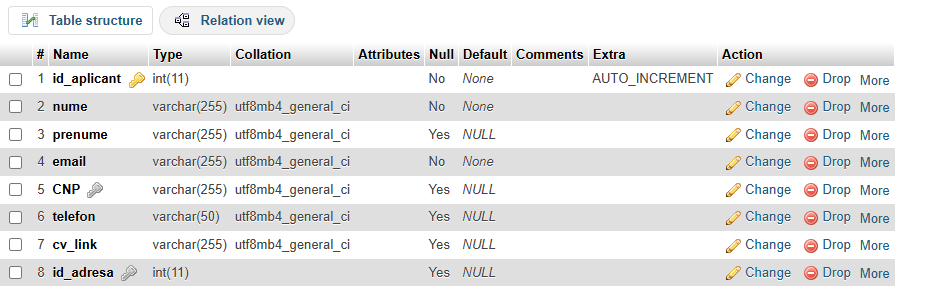 Table structure Relation view
# Name Type Collation Attributes Null Default Comments Extra Action
1 id_aplicant int(11) No None AUTO_INCREMENT Change Drop More
2 nume varchar(255) utf8mb4_general_ci No None Change Drop More
3 prenume varchar(255) utf8mb4_general_ci Yes NULL Change Drop More
4 email varchar(255) utf8mb4_general_ci No None Change Drop More
5 CNP varchar(255) utf8mb4_general_ci Yes NULL Change Drop More
6 telefon varchar(50) utf8mb4_general_ci Yes NULL Change Drop More
7 cv_link varchar(255) utf8mb4_general_ci Yes NULL Change Drop More
8 id_adresa int(11) Yes NULL Change Drop More